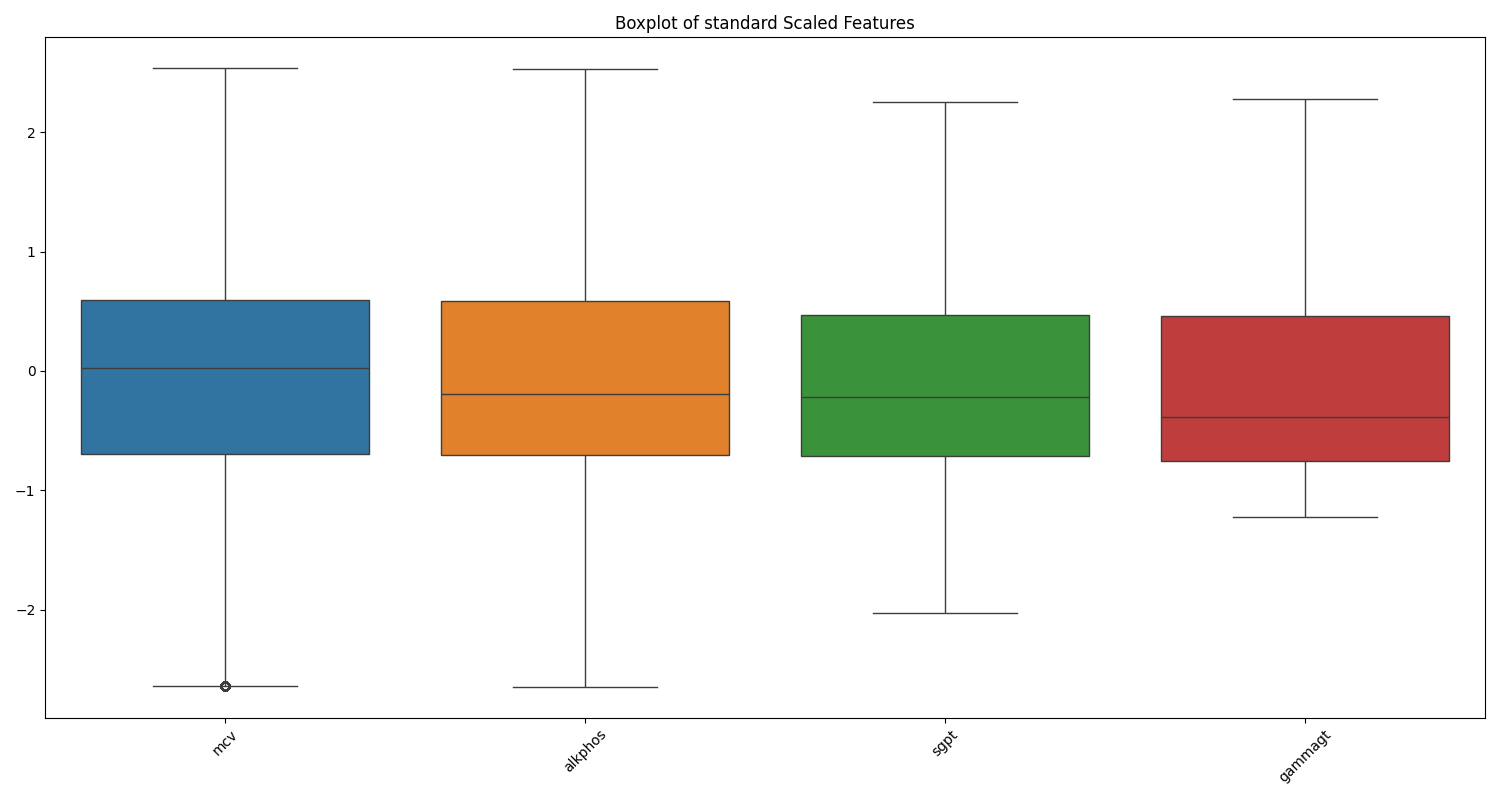 Boxplot of standard Scaled Features
2
1
0
−1
−2
mcv
alkphos
sgpt
gammagt